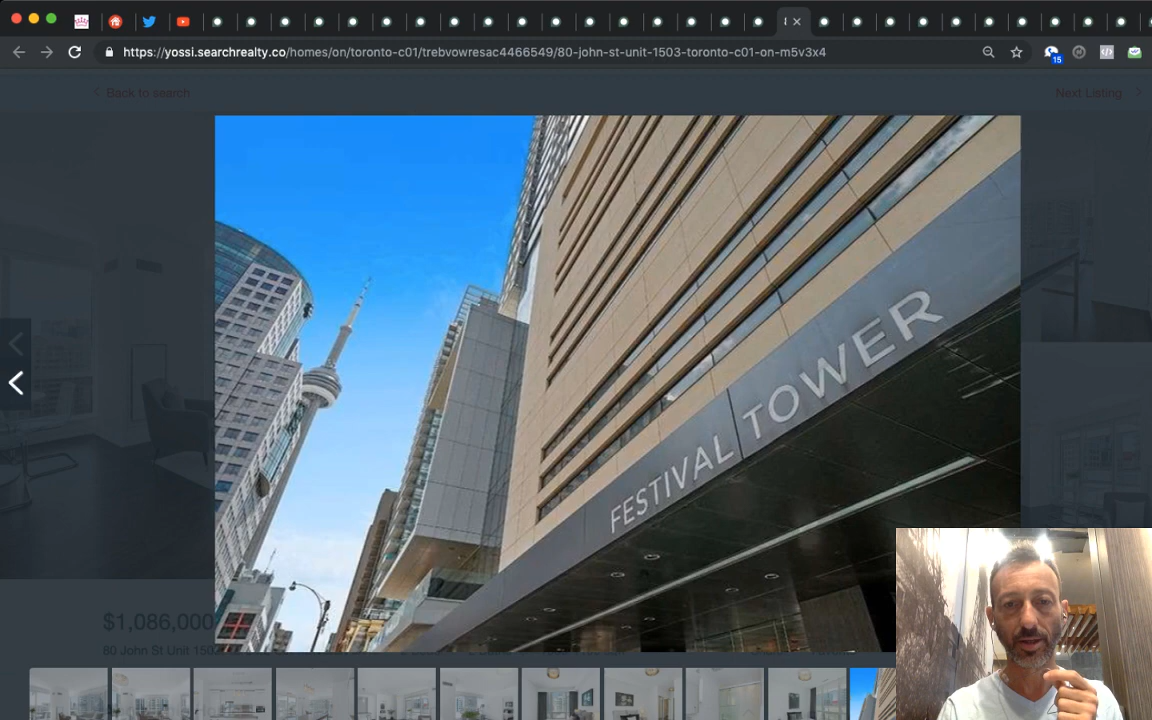 https://yossi.searchrealty.co/homes/on/toronto-c01/trebvowresac4466549/80-john-st-unit-1503-toronto-c01-on-m5v3x4
15
Back to search
Next Listing
FESTIVAL TOWER
$1,086,000
80 John St Unit 1503